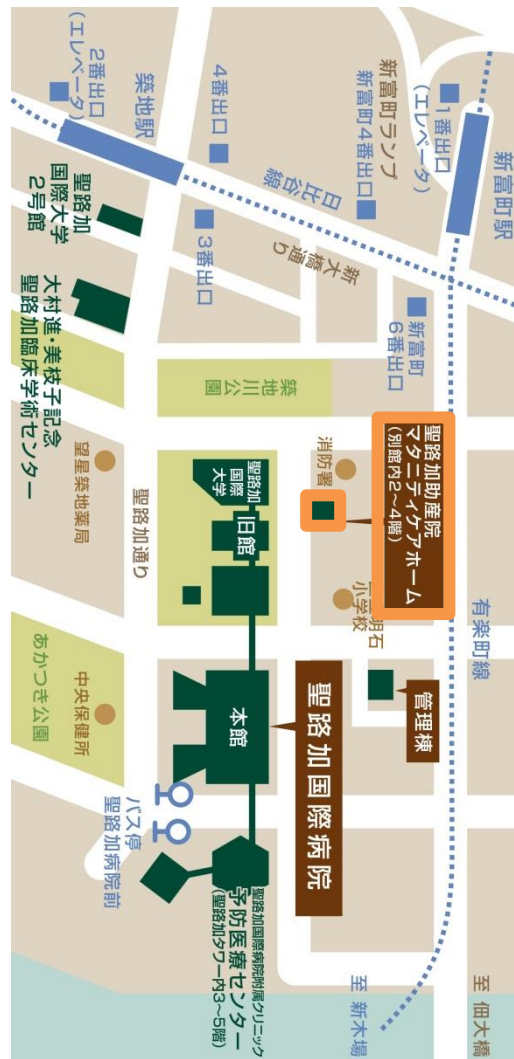 新富町駅
1番出口
(エレベータ)
新富町ランプ
新富町4番出口
4番出口
築地駅
2番出口
(エレベータ)
日比谷線
新大橋通り
3番出口
新富町
6番出口
聖路加
国際大学
2号館
大村進・美枝子記念
聖路加臨床学術センター
築地川公園
聖路加助産院
マタニティケアホーム
(別館内2~4階)
消防署
聖路加
国際
大学
旧館
聖路加通り
望星築地薬局
明石
小学校
有楽町線
管理棟
聖路加国際病院
本館
中央保健所
あかつき公園
バス停
聖路加病院前
聖路加国際病院附属クリニック
予防医療センター
(聖路加タワー内3~5階)
至 新木場
至 佃大橋